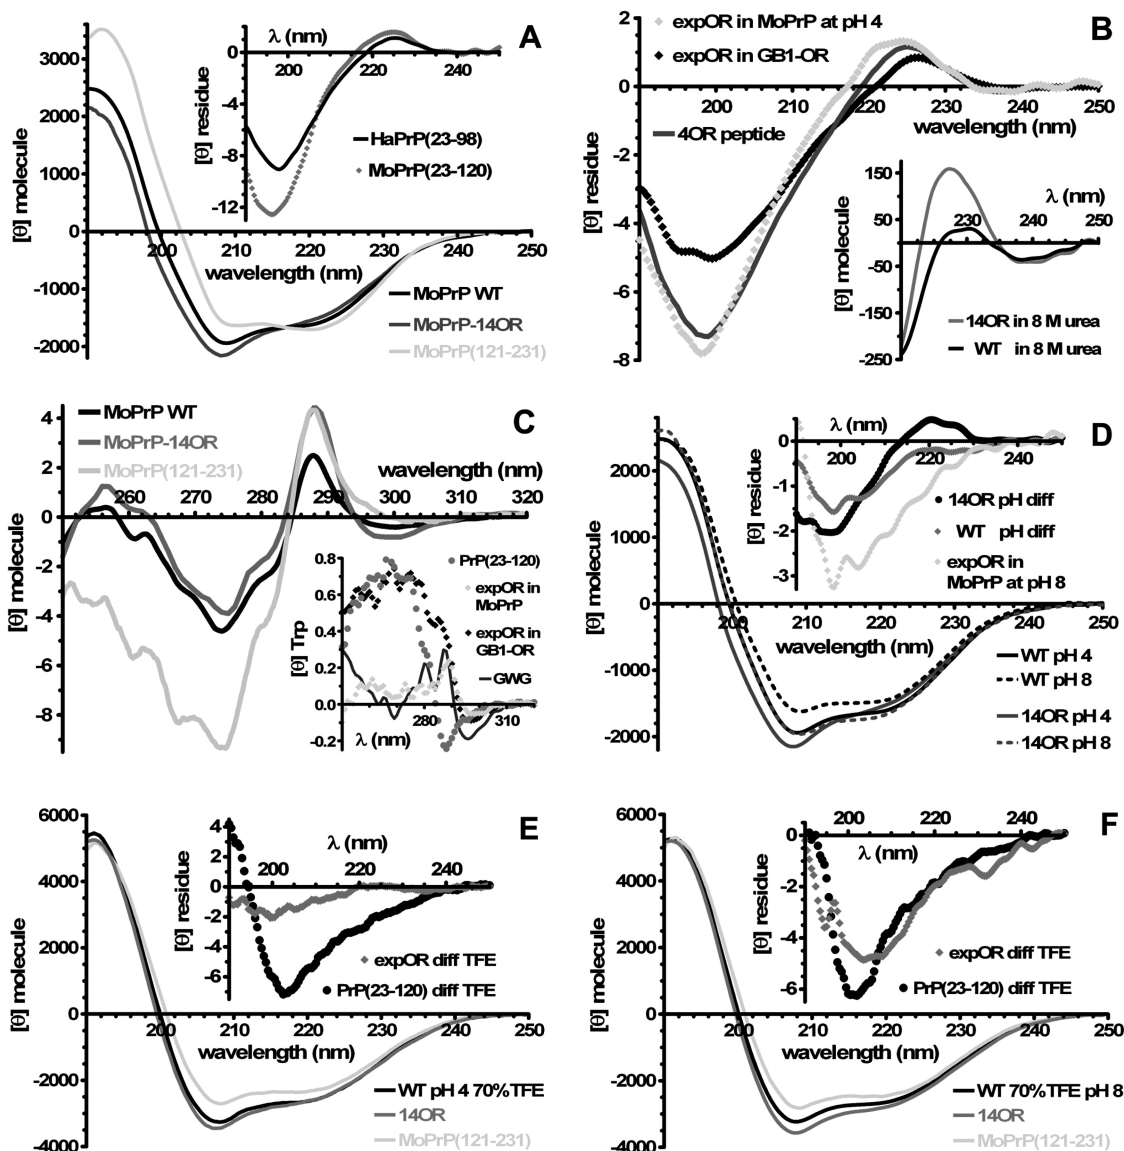 A
3000
2000
1000
0
-1000
-2000
[θ] molecule
200 210 220 230 240 250
wavelength (nm)
MoPrP WT
MoPrP-14OR
MoPrP(121-231)
λ (nm)
0
-4
-8
-12
200 220 240
[θ] residue
HaPrP(23-98)
MoPrP(23-120)
B
2
0
-2
-4
-6
-8
[θ] residue
expOR in MoPrP at pH 4
expOR in GB1-OR
4OR peptide
200 210 220 230 240 250
wavelength (nm)
150
50
-50
-150
-250
[θ] molecule
λ (nm)
230 240 250
14OR in 8 M urea
WT in 8 M urea
C
4
2
0
-2
-4
-6
-8
[θ] molecule
MoPrP WT
MoPrP-14OR
MoPrP(121-231)
wavelength (nm)
260 270 280 290 300 310 320
0.8
0.6
0.4
0.2
0.0
-0.2
[θ] Trp
280 310
λ (nm)
PrP(23-120)
expOR in
MoPrP
expOR in
GB1-OR
GWG
D
2000
1000
0
-1000
-2000
[θ] molecule
200 210 220 230 240 250
wavelength (nm)
WT pH 4
WT pH 8
14OR pH 4
14OR pH 8
λ (nm)
0
-1
-2
-3
200 220 240
[θ] residue
14OR pH diff
WT pH diff
expOR in
MoPrP at pH 8
E
6000
4000
2000
0
-2000
-4000
[θ] molecule
200 210 220 230 240 250
wavelength (nm)
WT pH 4 70%TFE
14OR
MoPrP(121-231)
4
2
0
-2
-4
-6
[θ] residue
λ (nm)
200 220 240
expOR diff TFE
PrP(23-120) diff TFE
F
6000
4000
2000
0
-2000
-4000
[θ] molecule
200 210 220 230 240 250
wavelength (nm)
WT 70%TFE pH 8
14OR
MoPrP(121-231)
0
-2
-4
-6
[θ] residue
200 220 240
λ (nm)
expOR diff TFE
PrP(23-120) diff TFE